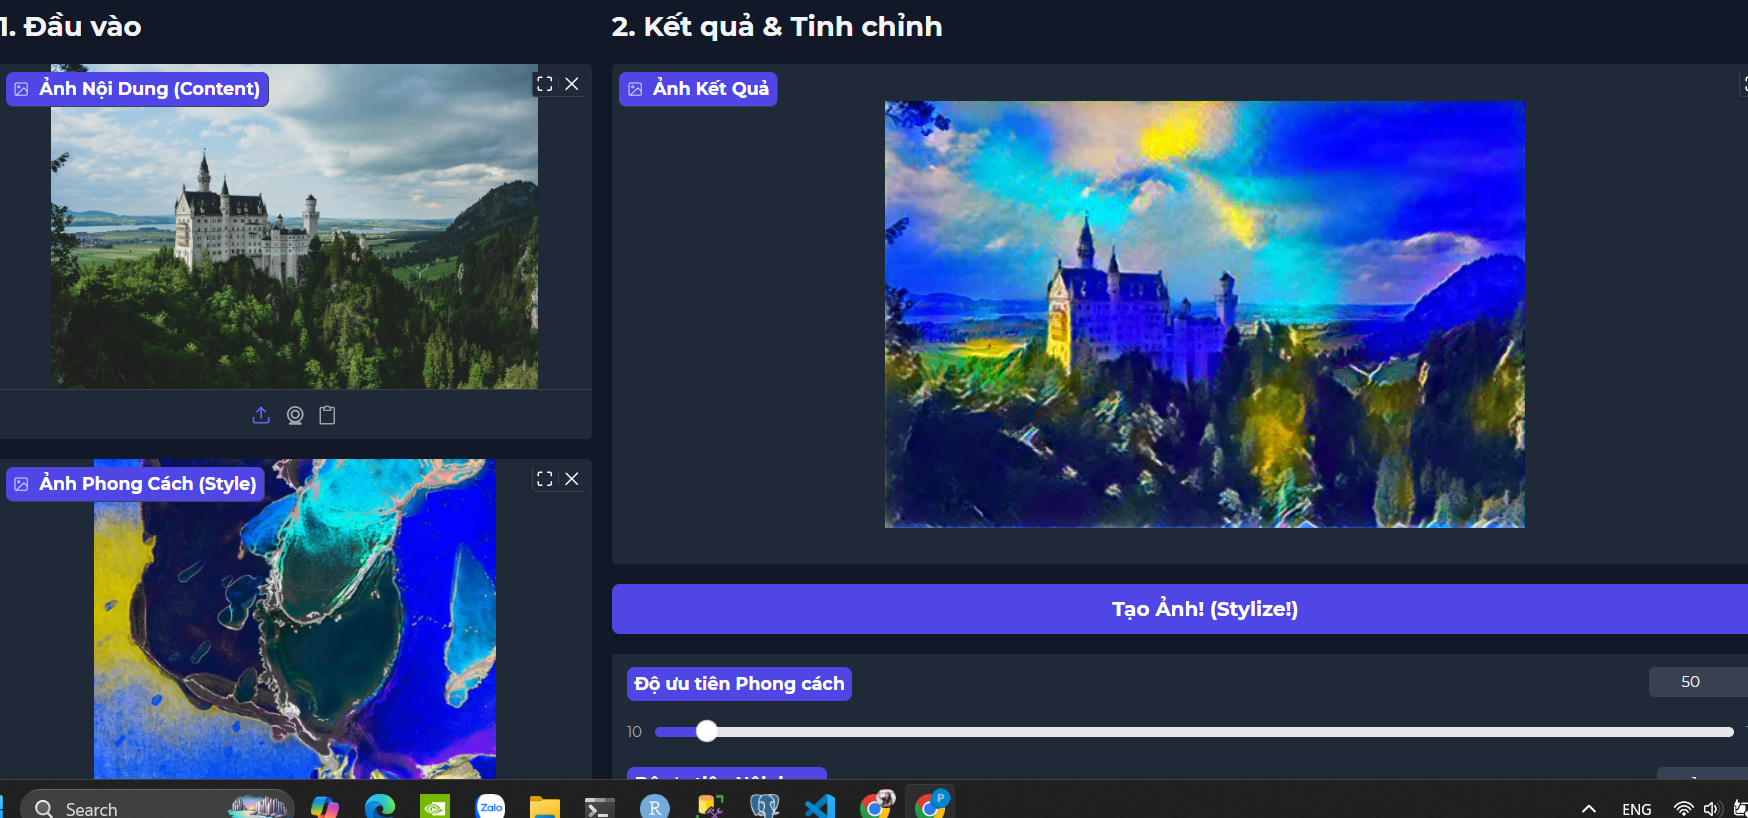 1. Đầu vào
Ảnh Nội Dung (Content)
Ảnh Phong Cách (Style)
2. Kết quả & Tinh chỉnh
Ảnh Kết Quả
Tạo Ảnh! (Stylize!)
Độ ưu tiên Phong cách
50
10
Search
Zalo
R
P
ENG